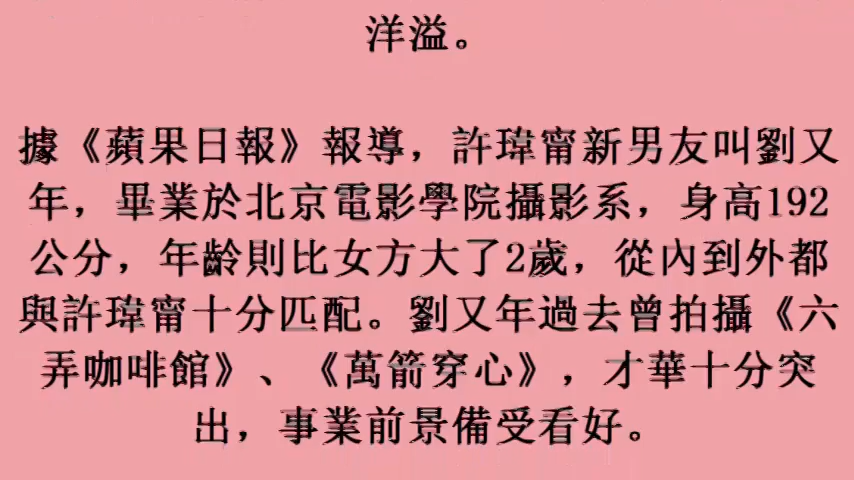 洋溢。
據《蘋果日報》報導，許瑋甯新男友叫劉又
年，畢業於北京電影學院攝影系，身高192
公分，年齡則比女方大了2歲，從內到外都
與許瑋甯十分匹配。劉又年過去曾拍攝《六
弄咖啡館》、《萬箭穿心》，才華十分突
出，事業前景備受看好。